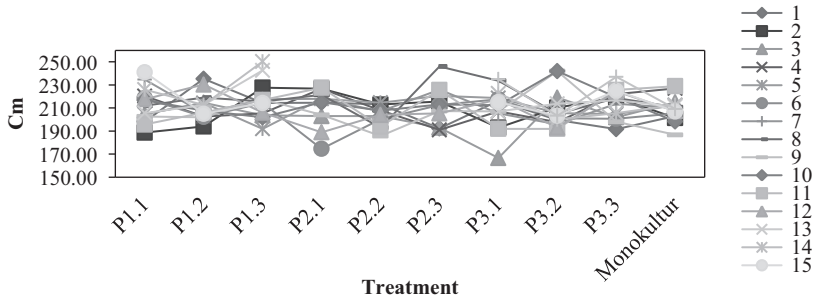 Cm
250.00
230.00
210.00
190.00
170.00
150.00
P1.1
P1.2
P1.3
P2.1
P2.2
P2.3
P3.1
P3.2
P3.3
Monokultur
Treatment
1
2
3
4
5
6
7
8
9
10
11
12
13
14
15